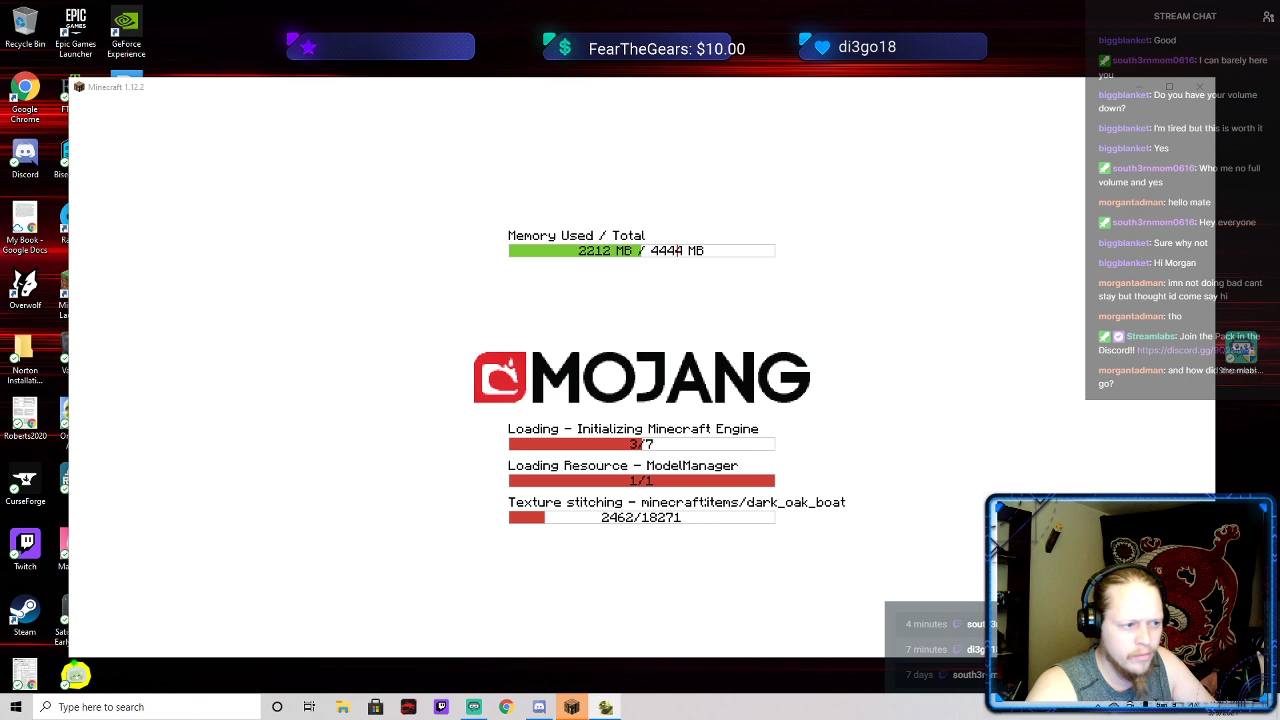 Recycle Bin
Epic Games Launcher
GeForce Experience
Google Chrome
Discord
My Book - Google Docs
Overwolf
Norton Installati...
Roberts2020
CurseForge
Steam
FearTheGears: $10.00
di3go18
Minecraft 1.12.2
Memory Used / Total
2212 MB / 4444 MB
MOJANG
Loading - Initializing Minecraft Engine
3/7
Loading Resource - ModelManager
1/1
Texture stitching - minecraft:items/dark_oak_boat
2462/18271
STREAM CHAT
biggblanket: Good
south3rnmom0616: I can barely here
you
biggblanket: Do you have your volume
down?
biggblanket: I'm tired but this is worth it
biggblanket: Yes
south3rnmom0616: Who me no full
volume and yes
morgantadman: hello mate
south3rnmom0616: Hey everyone
biggblanket: Sure why not
biggblanket: Hi Morgan
morgantadman: imn not doing bad cant
stay but thought id come say hi
morgantadman: tho
Streamlabs: Join the Pack in the
Discord!!
morgantadman: and how did
go?
4 minutes
7 minutes
7 days
Type here to search